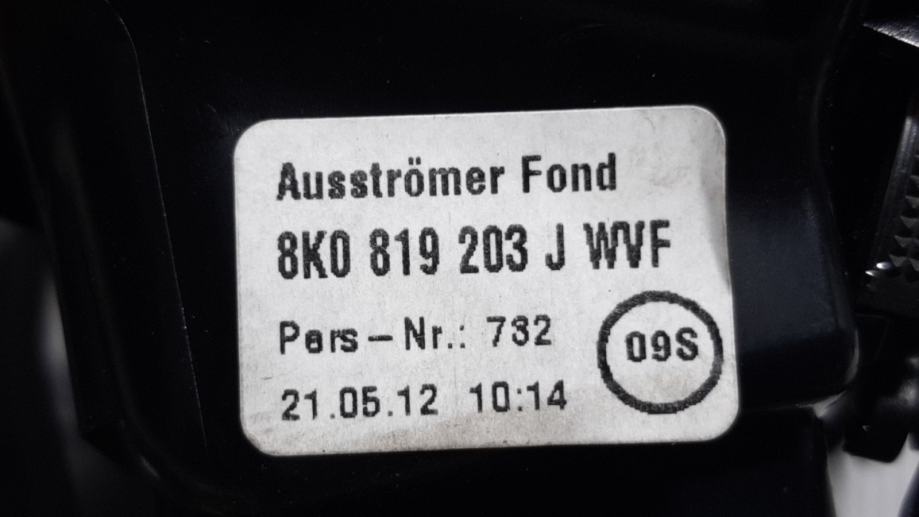 Ausströmer Fond
8K0 819 203 J WVF
Pers-Nr.: 732
09S
21.05.12 10:14